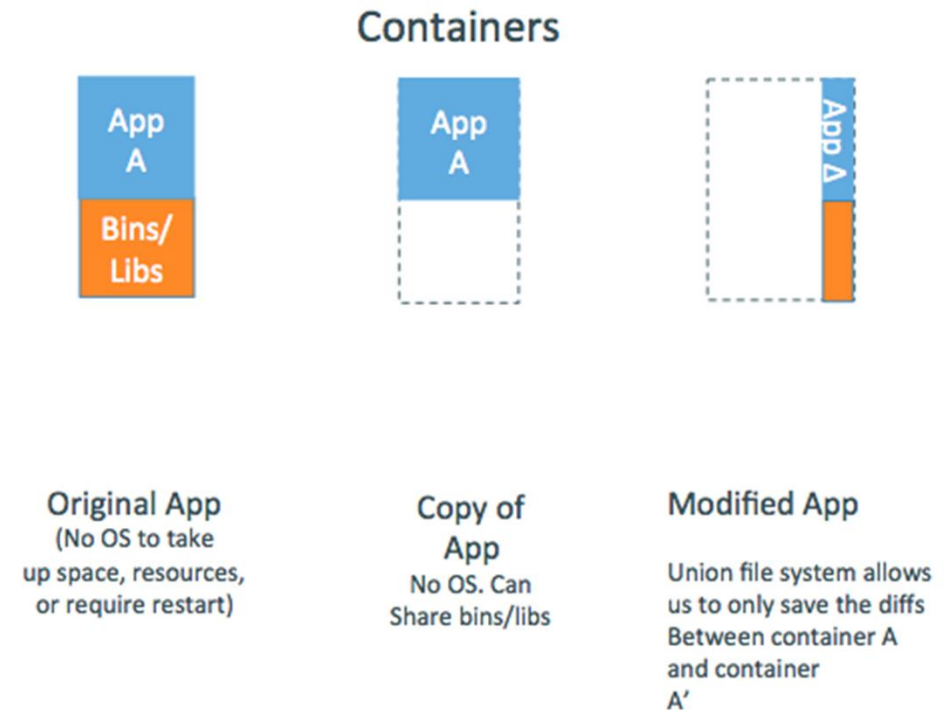 Containers
App
A
Bins/
Libs
App
A
App Δ
Original App
(No OS to take
up space, resources,
or require restart)
Copy of
App
No OS. Can
Share bins/libs
Modified App
Union file system allows
us to only save the diffs
Between container A
and container
A′